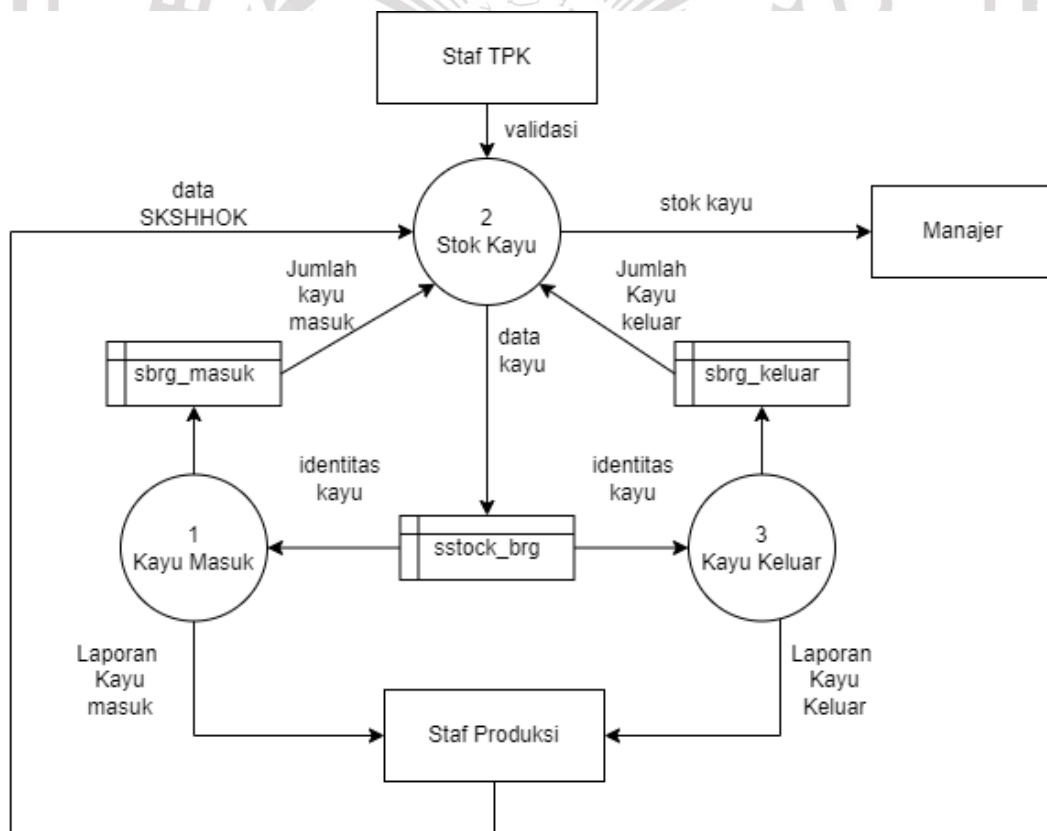 Staf TPK
validasi
data
SKSHHOK
2
Stok Kayu
stok kayu
Manajer
Jumlah
kayu
masuk
Jumlah
Kayu
keluar
data
kayu
sbrg_masuk
sbrg_keluar
identitas
kayu
identitas
kayu
1
Kayu Masuk
sstock_brg
3
Kayu Keluar
Laporan
Kayu
masuk
Laporan
Kayu
Keluar
Staf Produksi